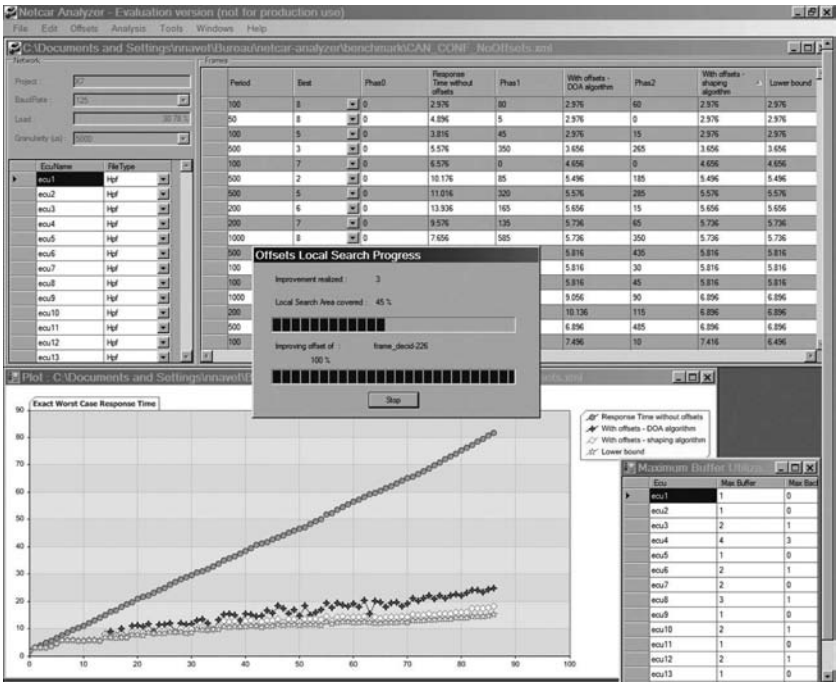 Netcar Analyzer - Evaluation version (not for production use)
File Edit Offsets Analysis Tools Windows Help
C:\Documents and Settings\nnavet\Bureau\netcar-analyzer\benchmark\CAN_CONF_NoOffsets.xml
Network
Project :
BaudRate : 125
Load :
Granularity (us) : 5000
EcuName FileType
ecu1 Hpf
ecu2 Hpf
ecu3 Hpf
ecu4 Hpf
ecu5 Hpf
ecu6 Hpf
ecu7 Hpf
ecu8 Hpf
ecu9 Hpf
ecu10 Hpf
ecu11 Hpf
ecu12 Hpf
ecu13 Hpf
Frames
Period Best Phas0 Response Time without offsets Phas1 With offsets - DOA algorithm Phas2 With offsets - shaping algorithm Lower bound
100 8 0 2.976 80 2.976 60 2.976 2.976
50 8 0 4.896 5 2.976 0 2.976 2.976
100 5 0 3.816 45 2.976 15 2.976 2.976
500 3 0 5.576 350 3.656 265 3.656 3.656
100 7 0 6.576 0 4.656 0 4.656 4.656
500 2 0 10.176 85 5.496 185 5.496 5.496
500 5 0 11.016 320 5.576 285 5.576 5.576
200 6 0 13.936 165 5.656 15 5.656 5.656
200 7 0 9.576 135 5.736 65 5.736 5.736
1000 8 0 7.656 585 5.736 350 5.736 5.736
500 5.816 435 5.816 5.816
100 5.816 30 5.816 5.816
100 5.816 45 5.816 5.816
1000 9.056 90 6.896 6.896
200 10.136 115 6.896 6.896
500 6.896 485 6.896 6.896
100 7.496 10 7.416 6.496
Offsets Local Search Progress
Improvement realized : 3
Local Search Area covered : 45 %
Improving offset of : frame_decid-226
100 %
Stop
Plot : C:\Documents and Settings\nnavet\B
ets.xml
Exact Worst Case Response Time
90
80
70
60
50
40
30
20
10
0
0 10 20 30 40 50 60 70 80 90 100
Response Time without offsets
With offsets - DOA algorithm
With offsets - shaping algorithm
Lower bound
Maximum Buffer Utiliza
Ecu Max Buffer Max Bac
ecu1 1 0
ecu2 1 0
ecu3 2 1
ecu4 4 3
ecu5 1 0
ecu6 2 1
ecu7 2 0
ecu8 3 1
ecu9 1 0
ecu10 2 1
ecu11 1 0
ecu12 2 1
ecu13 1 0